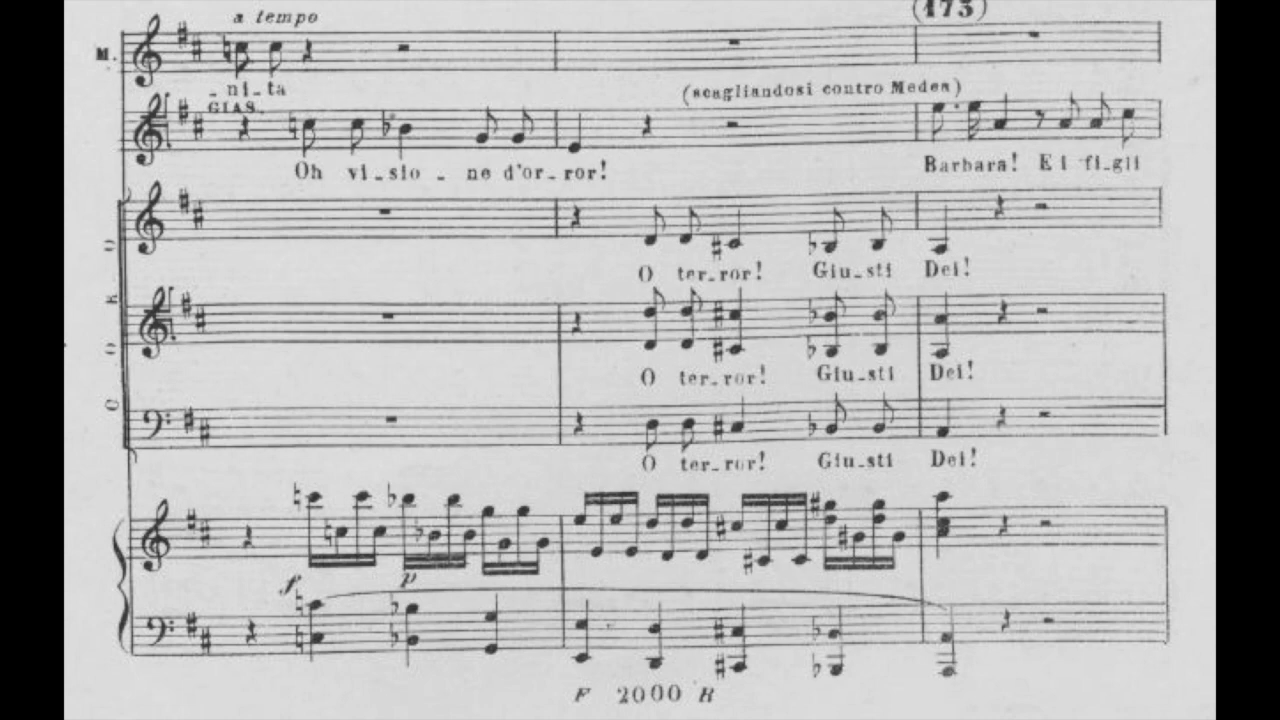 a tempo
(173)
M.
_ ni_ta
(scagliandosi contro Medea)
GIAS.
Oh vi_sio _ ne d'or_ror!
Barbara! E i fi_gli
O ter_ror! Giu_sti Dei!
O ter_ror! Giu_sti Dei!
O ter_ror! Giu_sti Dei!
f p
F 2000 R